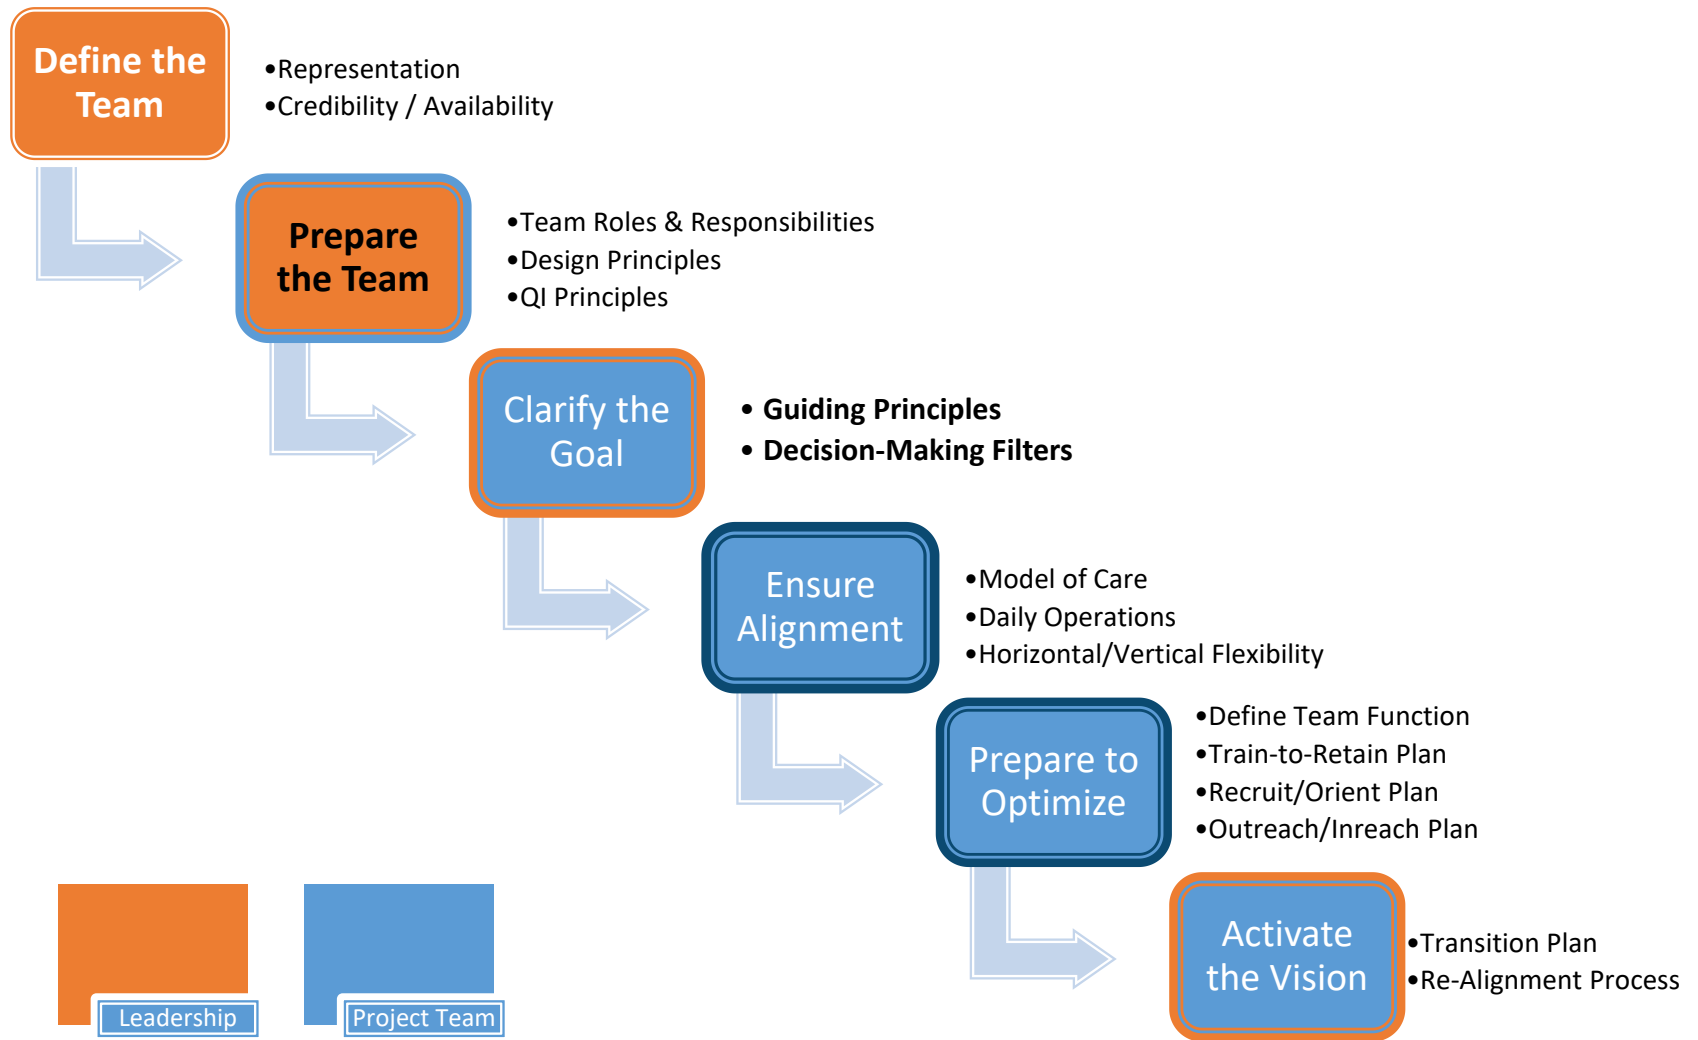 Define the
Team
•Representation
•Credibility / Availability
Prepare
the Team
•Team Roles & Responsibilities
•Design Principles
•QI Principles
Clarify the
Goal
• Guiding Principles
• Decision-Making Filters
Ensure
Alignment
•Model of Care
•Daily Operations
•Horizontal/Vertical Flexibility
Prepare to
Optimize
•Define Team Function
•Train-to-Retain Plan
•Recruit/Orient Plan
•Outreach/Inreach Plan
Activate
the Vision
•Transition Plan
•Re-Alignment Process
Leadership
Project Team